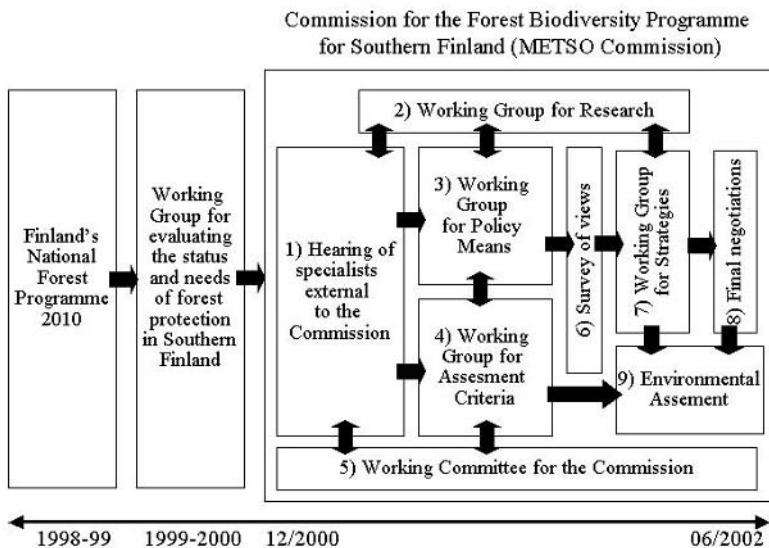 Commission for the Forest Biodiversity Programme
for Southern Finland (METSO Commission)
Finland's
National
Forest
Programme
2010
Working
Group for
evaluating
the status
and needs
of forest
protection
in Southern
Finland
1) Hearing of
specialists
external
to the
Commission
2) Working Group for Research
3) Working
Group
for Policy
Means
4) Working
Group for
Assesment
Criteria
5) Working Committee for the Commission
6) Survey of views
7) Working Group
for Strategies
8) Final negotiations
9) Environmental
Assement
1998-99
1999-2000
12/2000
06/2002